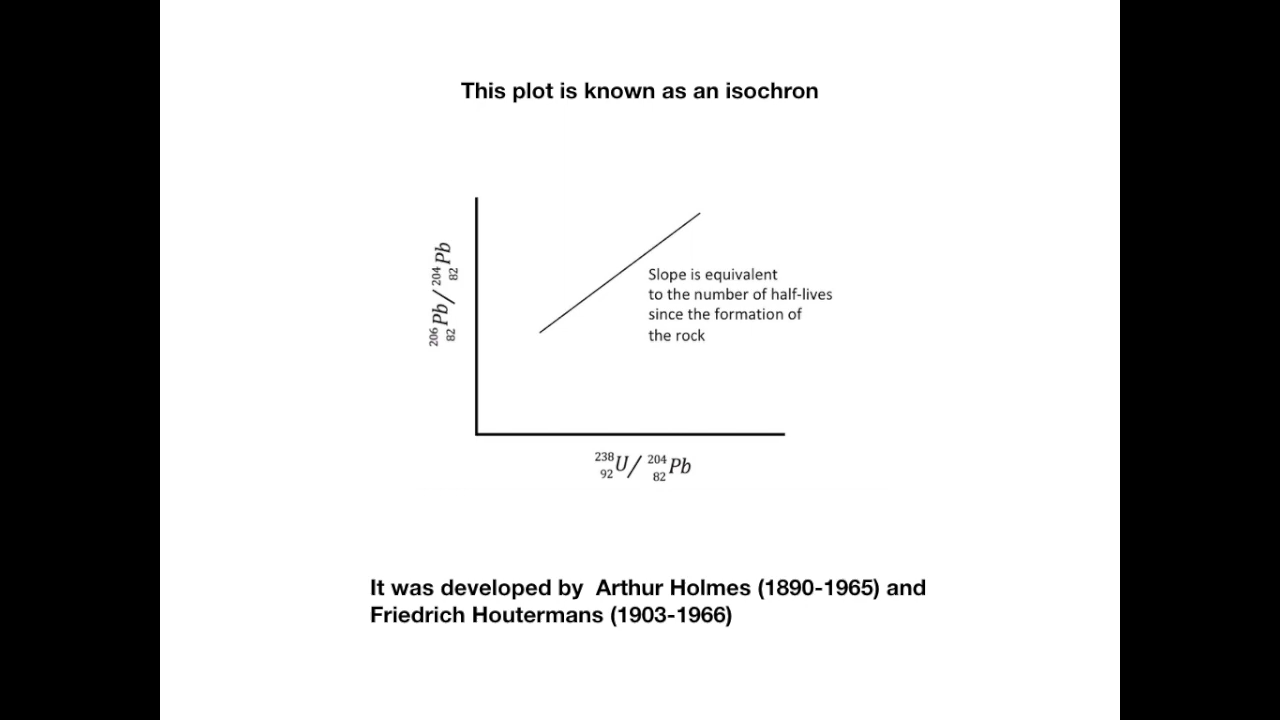 This plot is known as an isochron
²⁰⁶₈₂Pb/²⁰⁴₈₂Pb
Slope is equivalent
to the number of half-lives
since the formation of
the rock
²³⁸₉₂U/²⁰⁴₈₂Pb
It was developed by  Arthur Holmes (1890-1965) and
Friedrich Houtermans (1903-1966)